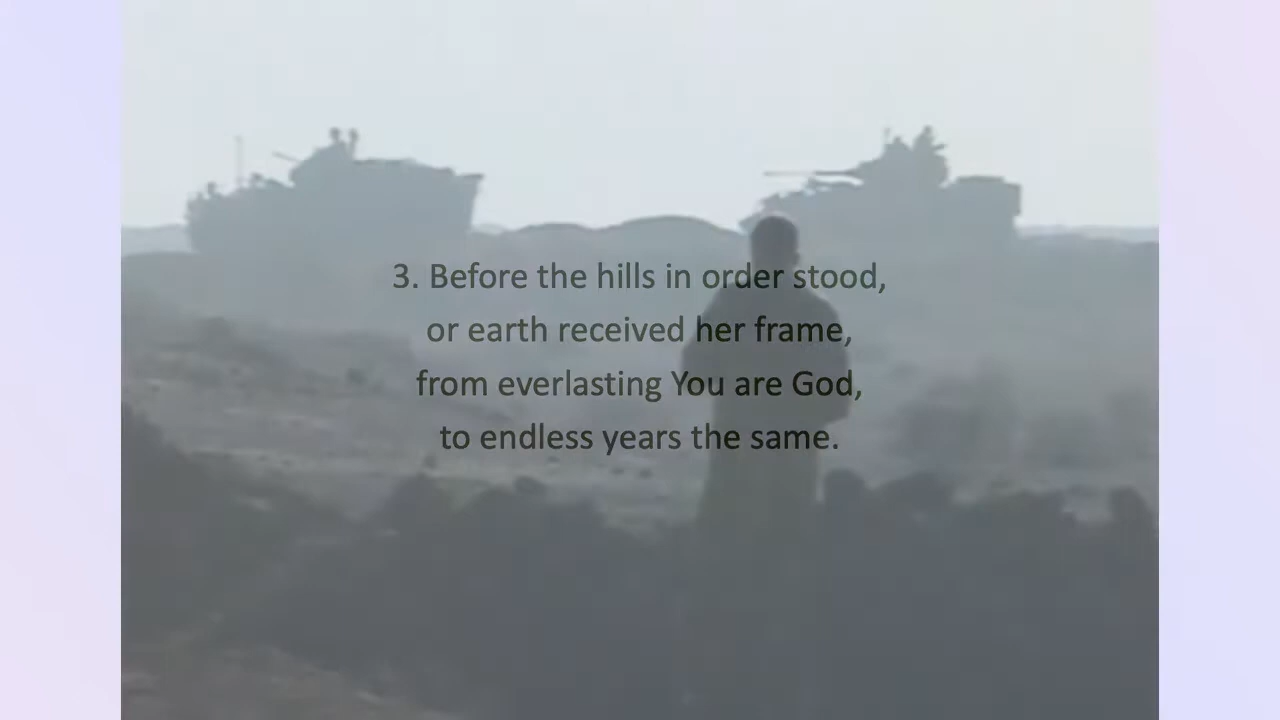 3. Before the hills in order stood,
or earth received her frame,
from everlasting You are God,
to endless years the same.